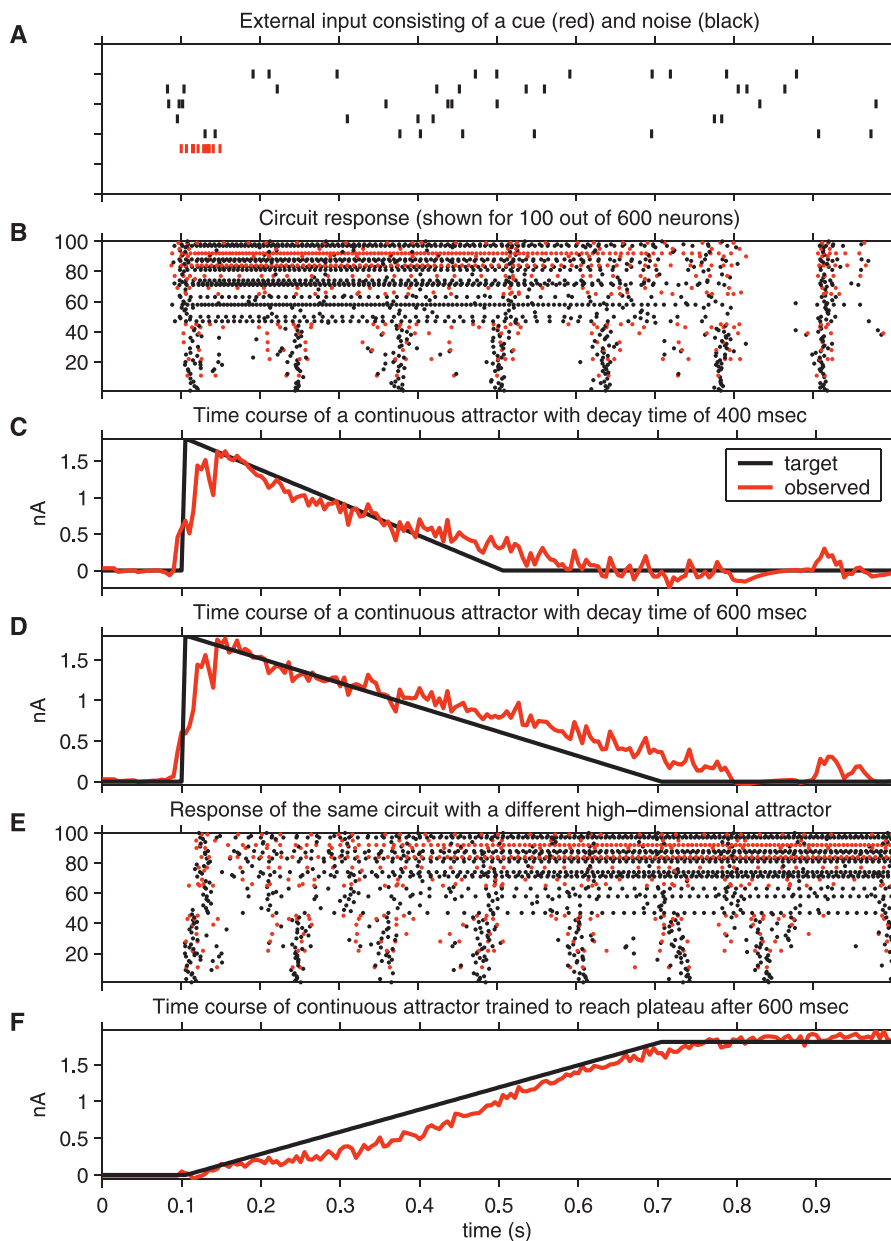 External input consisting of a cue (red) and noise (black)
A
Circuit response (shown for 100 out of 600 neurons)
B
100
80
60
40
20
Time course of a continuous attractor with decay time of 400 msec
C
1.5
1
0.5
0
nA
target
observed
Time course of a continuous attractor with decay time of 600 msec
D
1.5
1
0.5
0
nA
Response of the same circuit with a different high–dimensional attractor
E
100
80
60
40
20
Time course of continuous attractor trained to reach plateau after 600 msec
F
1.5
1
0.5
0
nA
0 0.1 0.2 0.3 0.4 0.5 0.6 0.7 0.8 0.9
time (s)